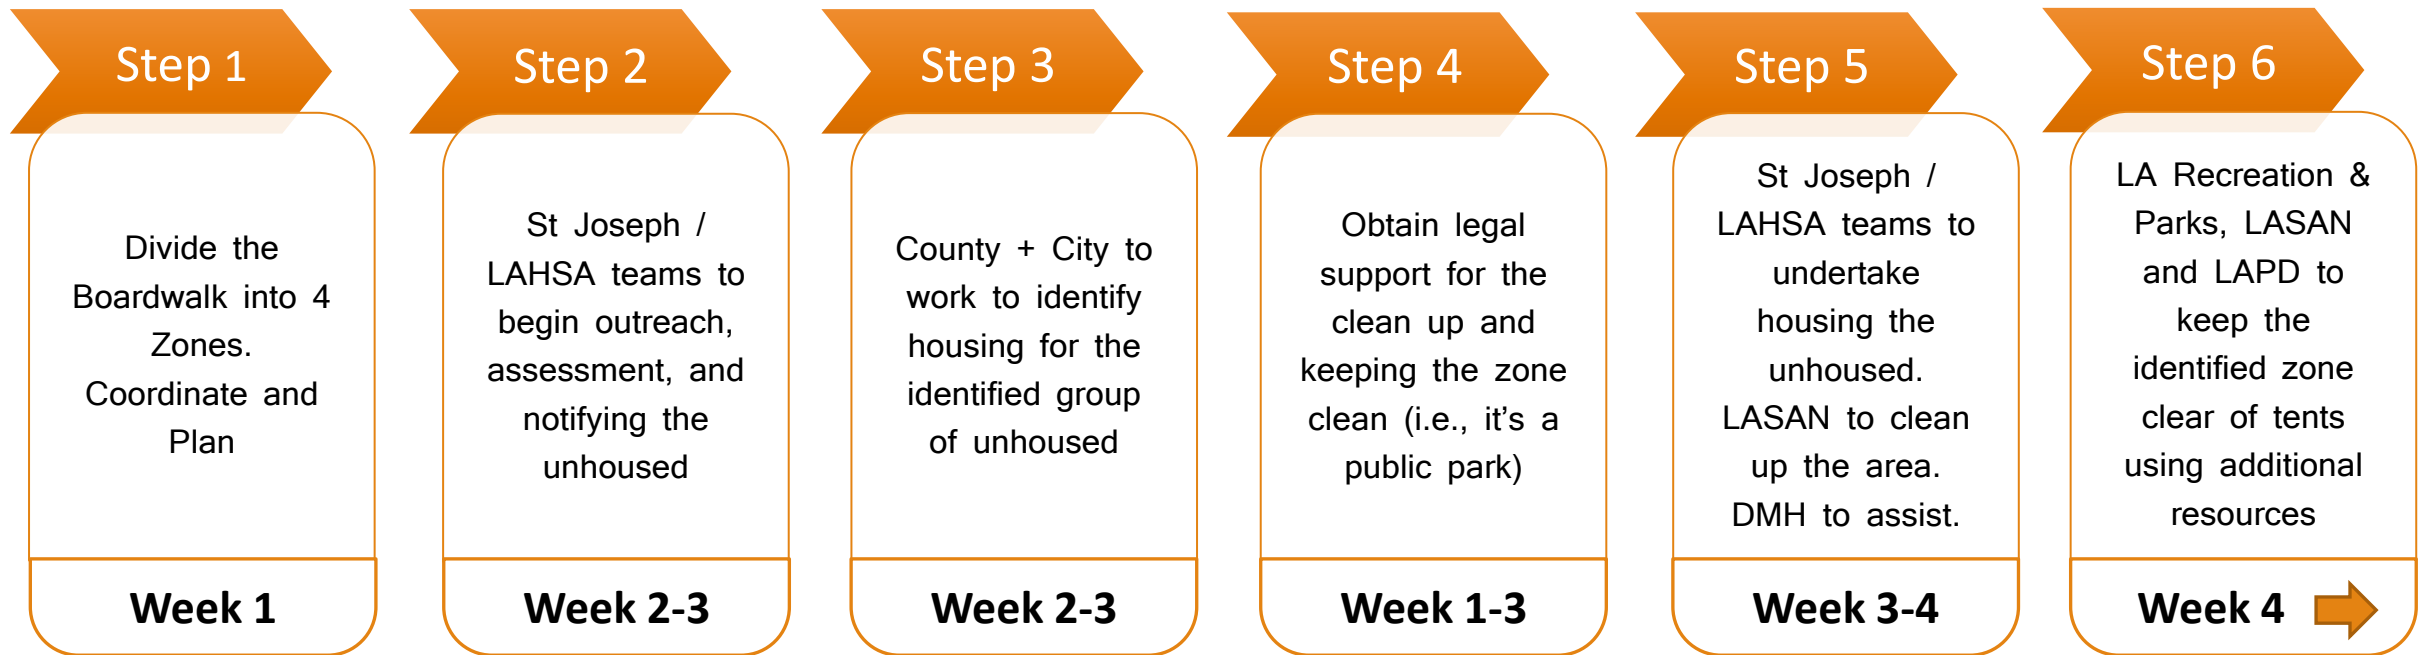 Step 1
Divide the
Boardwalk into 4
Zones.
Coordinate and
Plan
Week 1
Step 2
St Joseph /
LAHSA teams to
begin outreach,
assessment, and
notifying the
unhoused
Week 2-3
Step 3
County + City to
work to identify
housing for the
identified group
of unhoused
Week 2-3
Step 4
Obtain legal
support for the
clean up and
keeping the zone
clean (i.e., it’s a
public park)
Week 1-3
Step 5
St Joseph /
LAHSA teams to
undertake
housing the
unhoused.
LASAN to clean
up the area.
DMH to assist.
Week 3-4
Step 6
LA Recreation &
Parks, LASAN
and LAPD to
keep the
identified zone
clear of tents
using additional
resources
Week 4